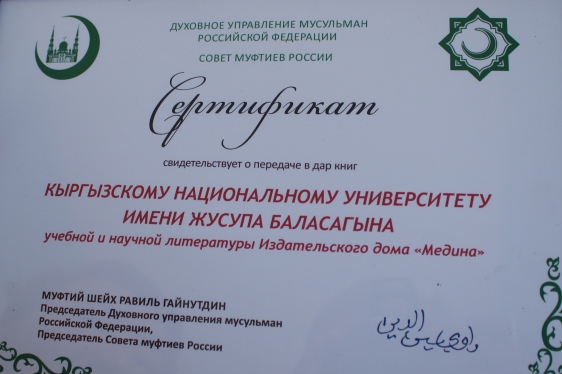 ДУХОВНОЕ УПРАВЛЕНИЕ МУСУЛЬМАН
РОССИЙСКОЙ ФЕДЕРАЦИИ
СОВЕТ МУФТИЕВ РОССИИ
Сертификат
свидетельствует о передаче в дар книг
КЫРГЫЗСКОМУ НАЦИОНАЛЬНОМУ УНИВЕРСИТЕТУ
ИМЕНИ ЖУСУПА БАЛАСАГЫНА
учебной и научной литературы Издательского дома «Медина»
МУФТИЙ ШЕЙХ РАВИЛЬ ГАЙНУТДИН
Председатель Духовного управления мусульман
Российской Федерации,
Председатель Совета муфтиев России